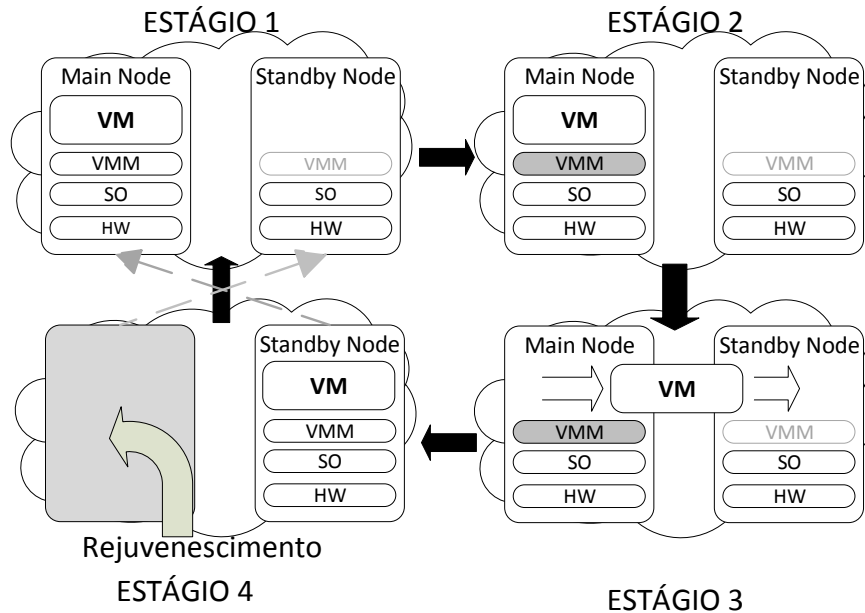 ESTÁGIO 1
Main Node
VM
VMM
SO
HW
Standby Node
VMM
SO
HW
ESTÁGIO 2
Main Node
VM
VMM
SO
HW
Standby Node
VMM
SO
HW
Main Node
Standby Node
VM
VMM
SO
HW
VMM
SO
HW
ESTÁGIO 3
Standby Node
VM
VMM
SO
HW
Rejuvenescimento
ESTÁGIO 4